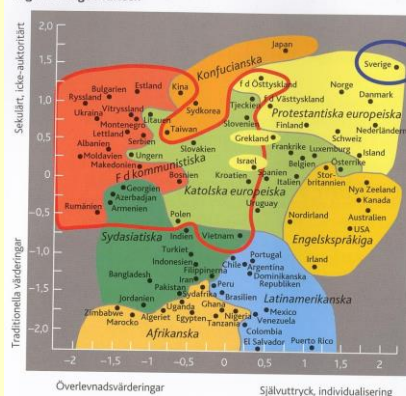 Sekulärt, icke-auktoritärt
Traditionella värderingar
2,0
1,5
1,0
0,5
0
−0,5
−1,0
−1,5
−2,0
−2
−1,5
−1
−0,5
0
0,5
1
1,5
2
Överlevnadsvärderingar
Självuttryck, individualisering
Japan
Sverige
Konfucianska
Bulgarien
Estland
Kina
f d Östtyskland
Ryssland
Norge
Danmark
Ukraina
Vitryssland
Sydkorea
Tjeckien
f d Västtyskland
Montenegro
Litauen
Protestantiska europeiska
Lettland
Taiwan
Slovenien
Finland
Nederländerna
Serbien
Schweiz
Albanien
Slovakien
Grekland
Moldavien
Ungern
Frankrike
Luxemburg
Island
Makedonien
Israel
Belgien
Österrike
F d kommunistiska
Bosnien
Kroatien
Spanien
Italien
Stor-
britannien
Katolska europeiska
Georgien
Azerbadjan
Armenien
Nya Zeeland
Kanada
Rumänien
Uruguay
Australien
Polen
Nordirland
USA
Indien
Vietnam
Engelskspråkiga
Sydasiatiska
Turkiet
Portugal
Irland
Indonesien
Chile
Argentina
Filippinerna
Dominikanska
Republiken
Bangladesh
Iran
Peru
Pakistan
Sydafrika
Brasilien
Latinamerikanska
Jordanien
Uganda
Ghana
Mexico
Zimbabwe
Algeriet
Egypten
Nigeria
Venezuela
Marocko
Tanzania
Colombia
Afrikanska
El Salvador
Puerto Rico